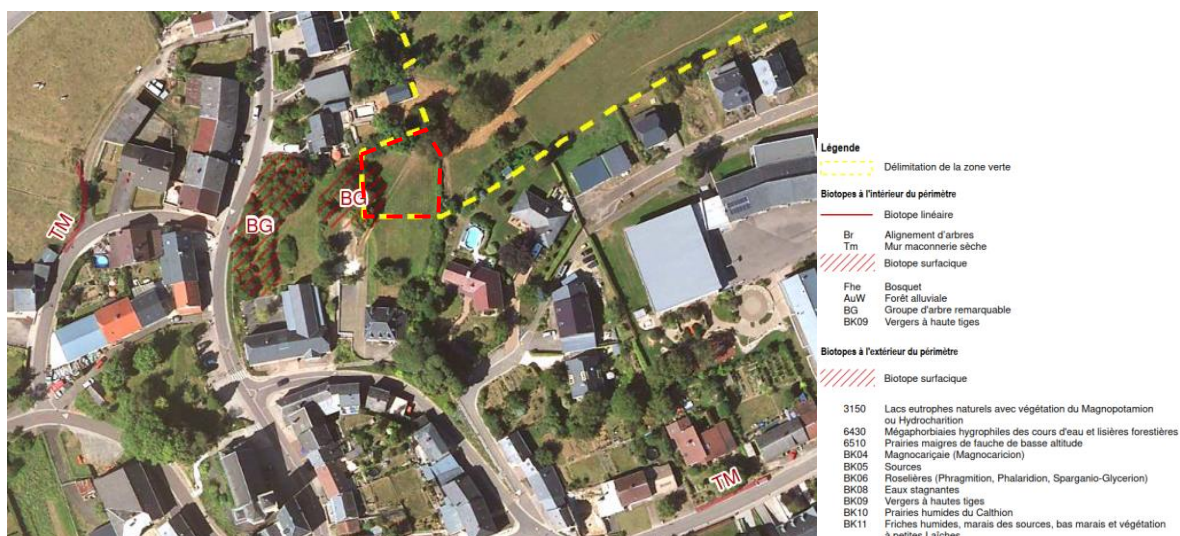 TM
BG
BG
TM
Légende
Délimitation de la zone verte
Biotopes à l'intérieur du périmètre
Biotope linéaire
Br Alignement d'arbres
Tm Mur maconnerie sèche
Biotope surfacique
Fhe Bosquet
AuW Forêt alluviale
BG Groupe d'arbre remarquable
BK09 Vergers à haute tiges
Biotopes à l'extérieur du périmètre
Biotope surfacique
3150 Lacs eutrophes naturels avec végétation du Magnopotamion
ou Hydrocharition
6430 Mégaphorbiaies hygrophiles des cours d'eau et lisières forestières
6510 Prairies maigres de fauche de basse altitude
BK04 Magnocariçaie (Magnocaricion)
BK05 Sources
BK06 Roselières (Phragmition, Phalaridion, Sparganio-Glycerion)
BK08 Eaux stagnantes
BK09 Vergers à hautes tiges
BK10 Prairies humides du Calthion
BK11 Friches humides, marais des sources, bas marais et végétation
à petites Laîches